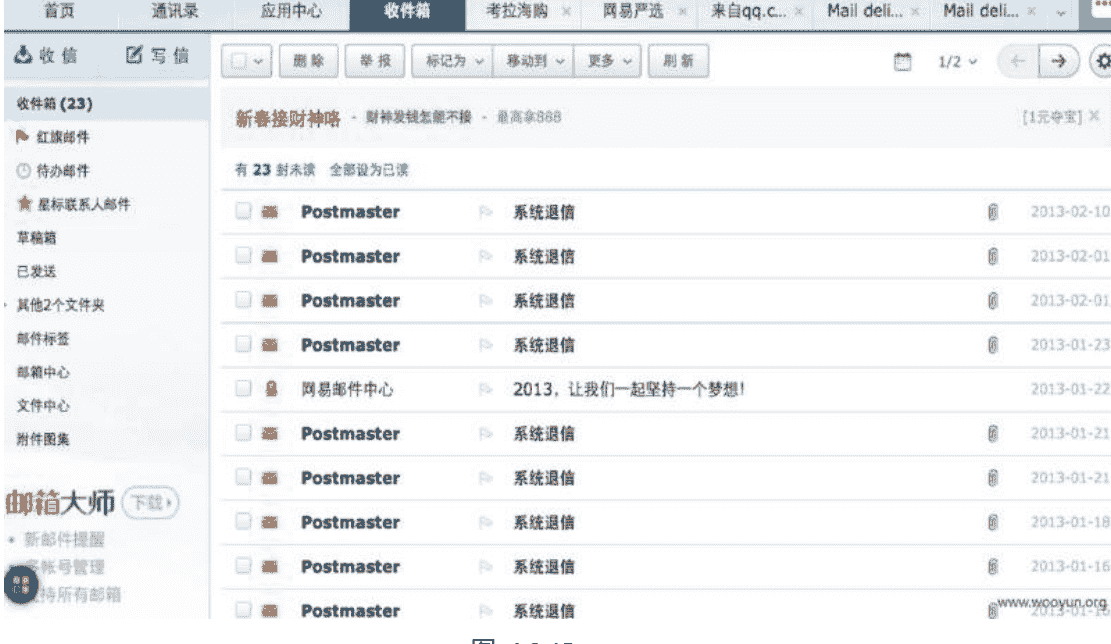 首页 通讯录 应用中心 收件箱 考拉海购 × 网易严选 × 来自qq.c... × Mail deli... × Mail deli... ×
收信 写信
删除 举报 标记为 移动到 更多 刷新 1/2
收件箱 (23)
红旗邮件
待办邮件
星标联系人邮件
草稿箱
已发送
其他2个文件夹
邮件标签
邮箱中心
文件中心
附件图集
邮箱大师 下载
• 新邮件提醒
帐号管理
持所有邮箱
新春接财神咯 - 财神发钱怎能不接 - 最高拿888 [1元夺宝] ×
有 23 封未读 全部设为已读
Postmaster 系统退信 2013-02-10
Postmaster 系统退信 2013-02-01
Postmaster 系统退信 2013-02-01
Postmaster 系统退信 2013-01-23
网易邮件中心 2013，让我们一起坚持一个梦想! 2013-01-22
Postmaster 系统退信 2013-01-21
Postmaster 系统退信 2013-01-21
Postmaster 系统退信 2013-01-18
Postmaster 系统退信 2013-01-16
Postmaster 系统退信
www.wooyun.org